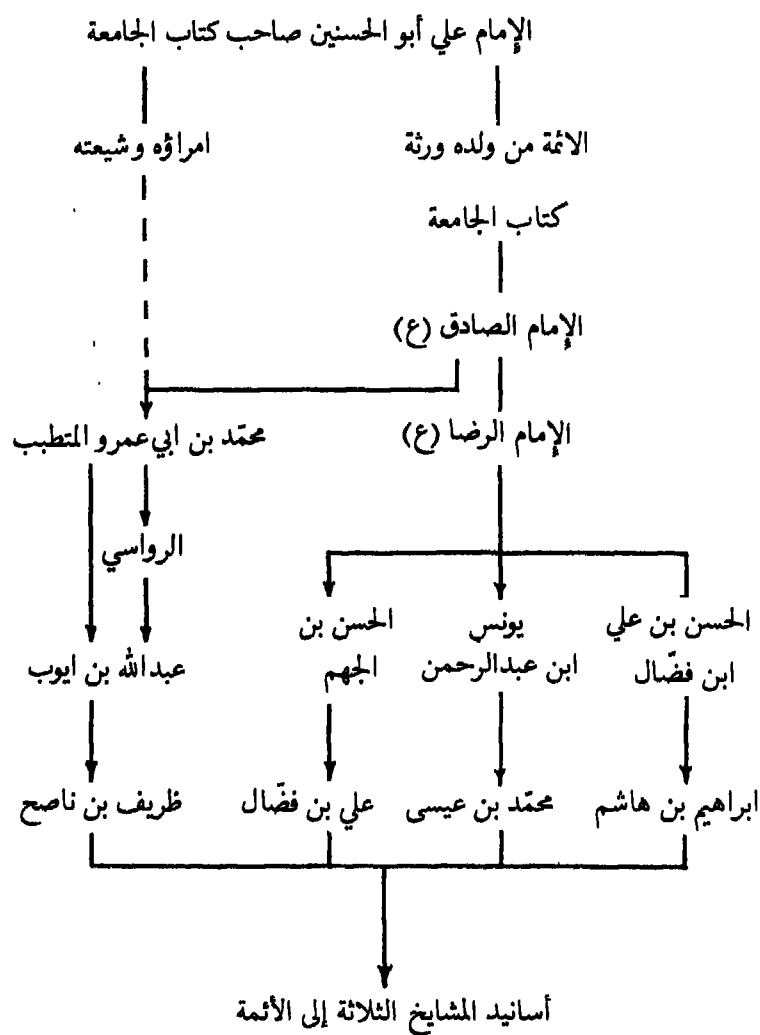 الإمام علي أبو الحسنين صاحب كتاب الجامعة
الائمة من ولده ورثة
امراؤه وشيعته
كتاب الجامعة
الإمام الصادق (ع)
الإمام الرضا (ع)
محمّد بن ابي عمرو المتطبب
الرواسي
الحسن بن علي
يونس
الحسن بن
ابن فضّال
ابن عبدالرحمن
الجهم
عبدالله بن ايوب
ابراهيم بن هاشم
محمّد بن عيسى
علي بن فضّال
ظريف بن ناصح
أسانيد المشايخ الثلاثة إلى الأئمة